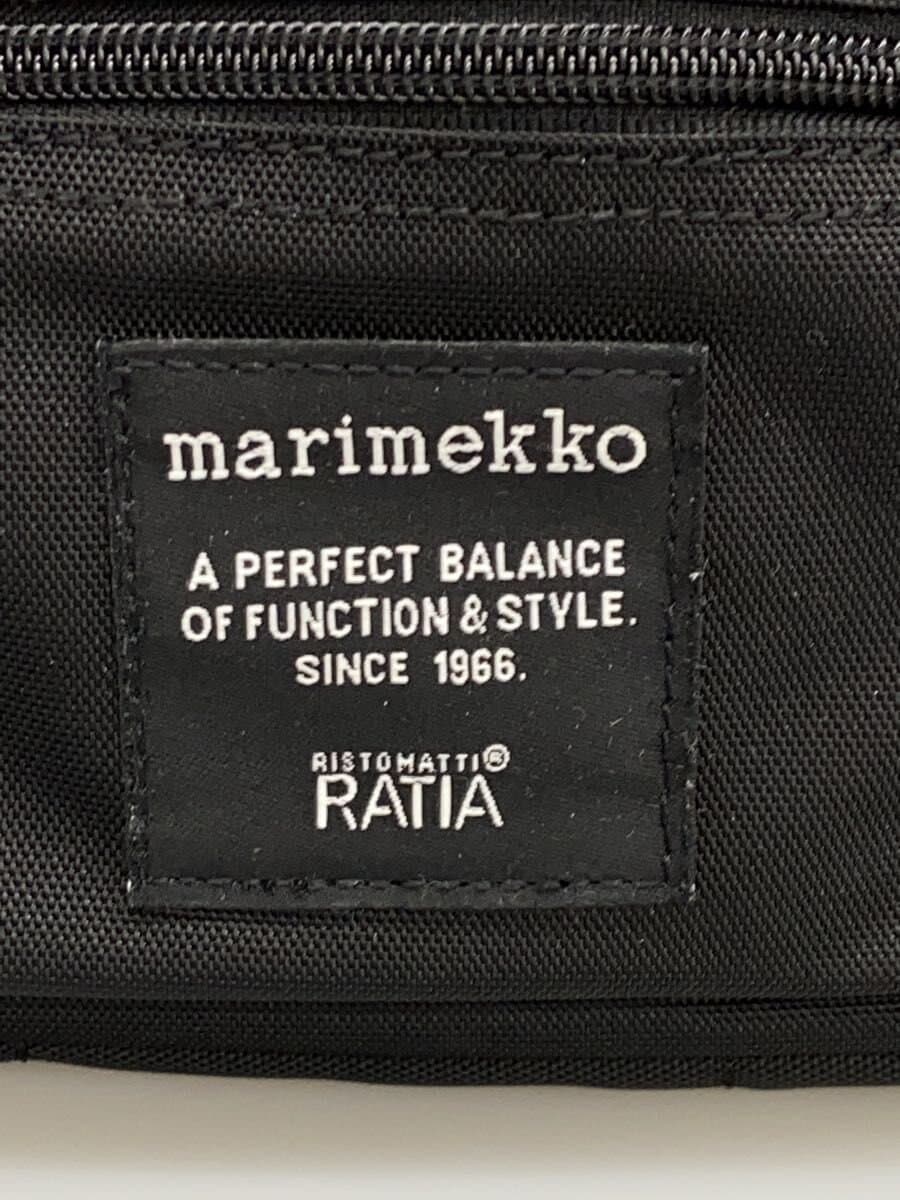 marimekko
A PERFECT BALANCE
OF FUNCTION & STYLE.
SINCE 1966.
RISTOMATTI®
RATIA